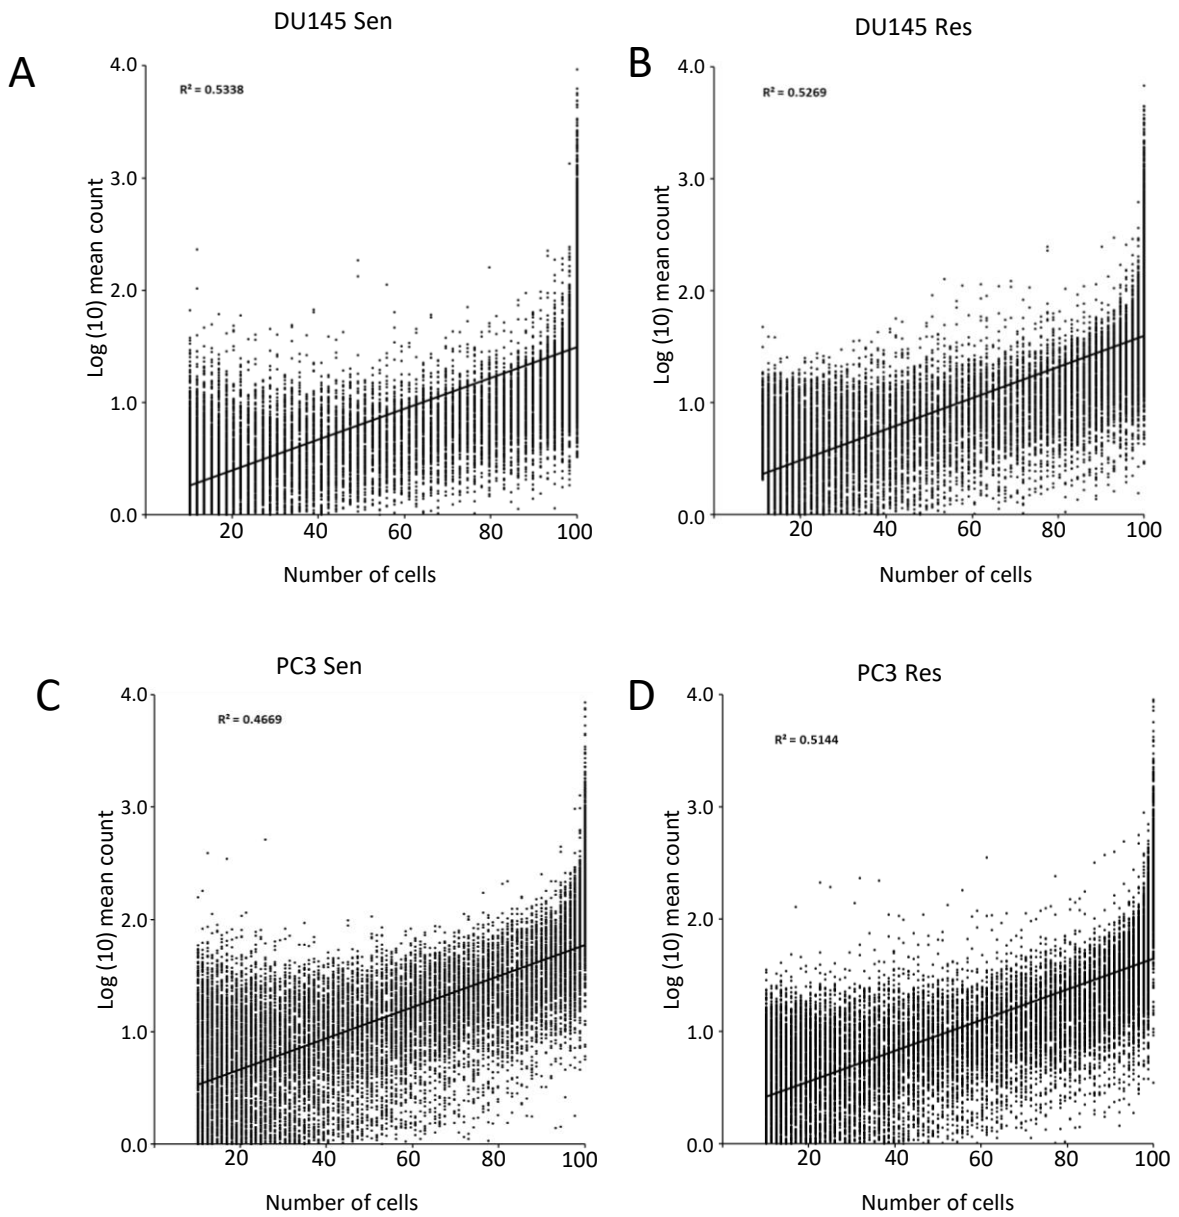 DU145 Sen
A
R² = 0.5338
4.0
3.0
2.0
1.0
0.0
Log (10) mean count
20 40 60 80 100
Number of cells
DU145 Res
B
R² = 0.5269
4.0
3.0
2.0
1.0
0.0
Log (10) mean count
20 40 60 80 100
Number of cells
PC3 Sen
C
R² = 0.4669
4.0
3.0
2.0
1.0
0.0
Log (10) mean count
20 40 60 80 100
Number of cells
PC3 Res
D
R² = 0.5144
4.0
3.0
2.0
1.0
0.0
Log (10) mean count
20 40 60 80 100
Number of cells